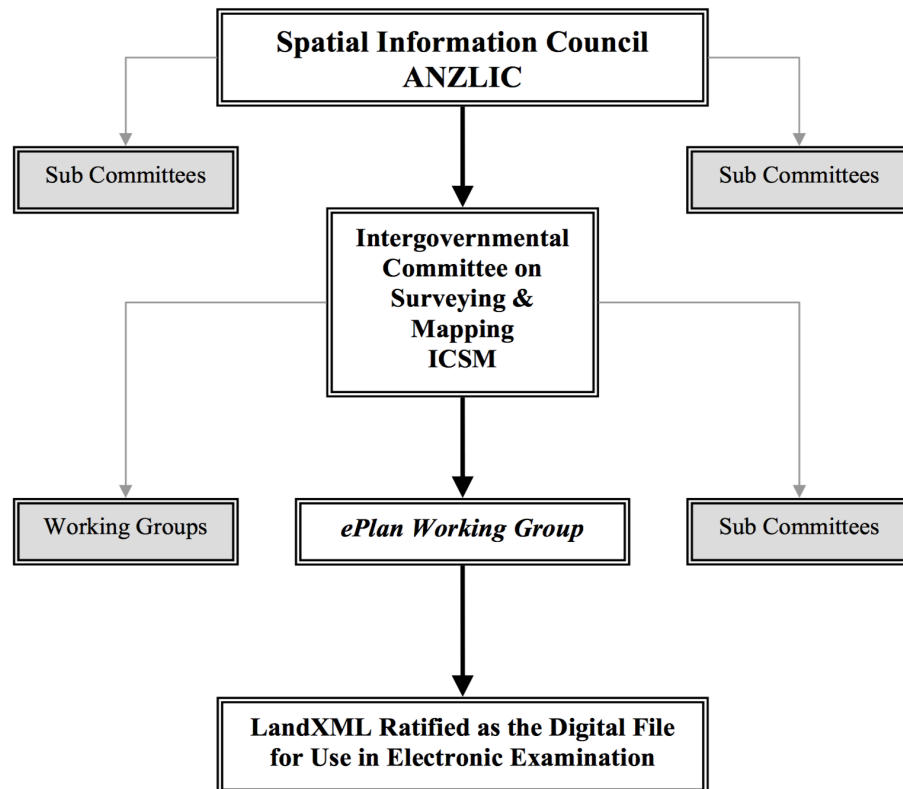 Spatial Information Council
ANZLIC
Sub Committees
Sub Committees
Intergovernmental
Committee on
Surveying &
Mapping
ICSM
Working Groups
ePlan Working Group
Sub Committees
LandXML Ratified as the Digital File
for Use in Electronic Examination